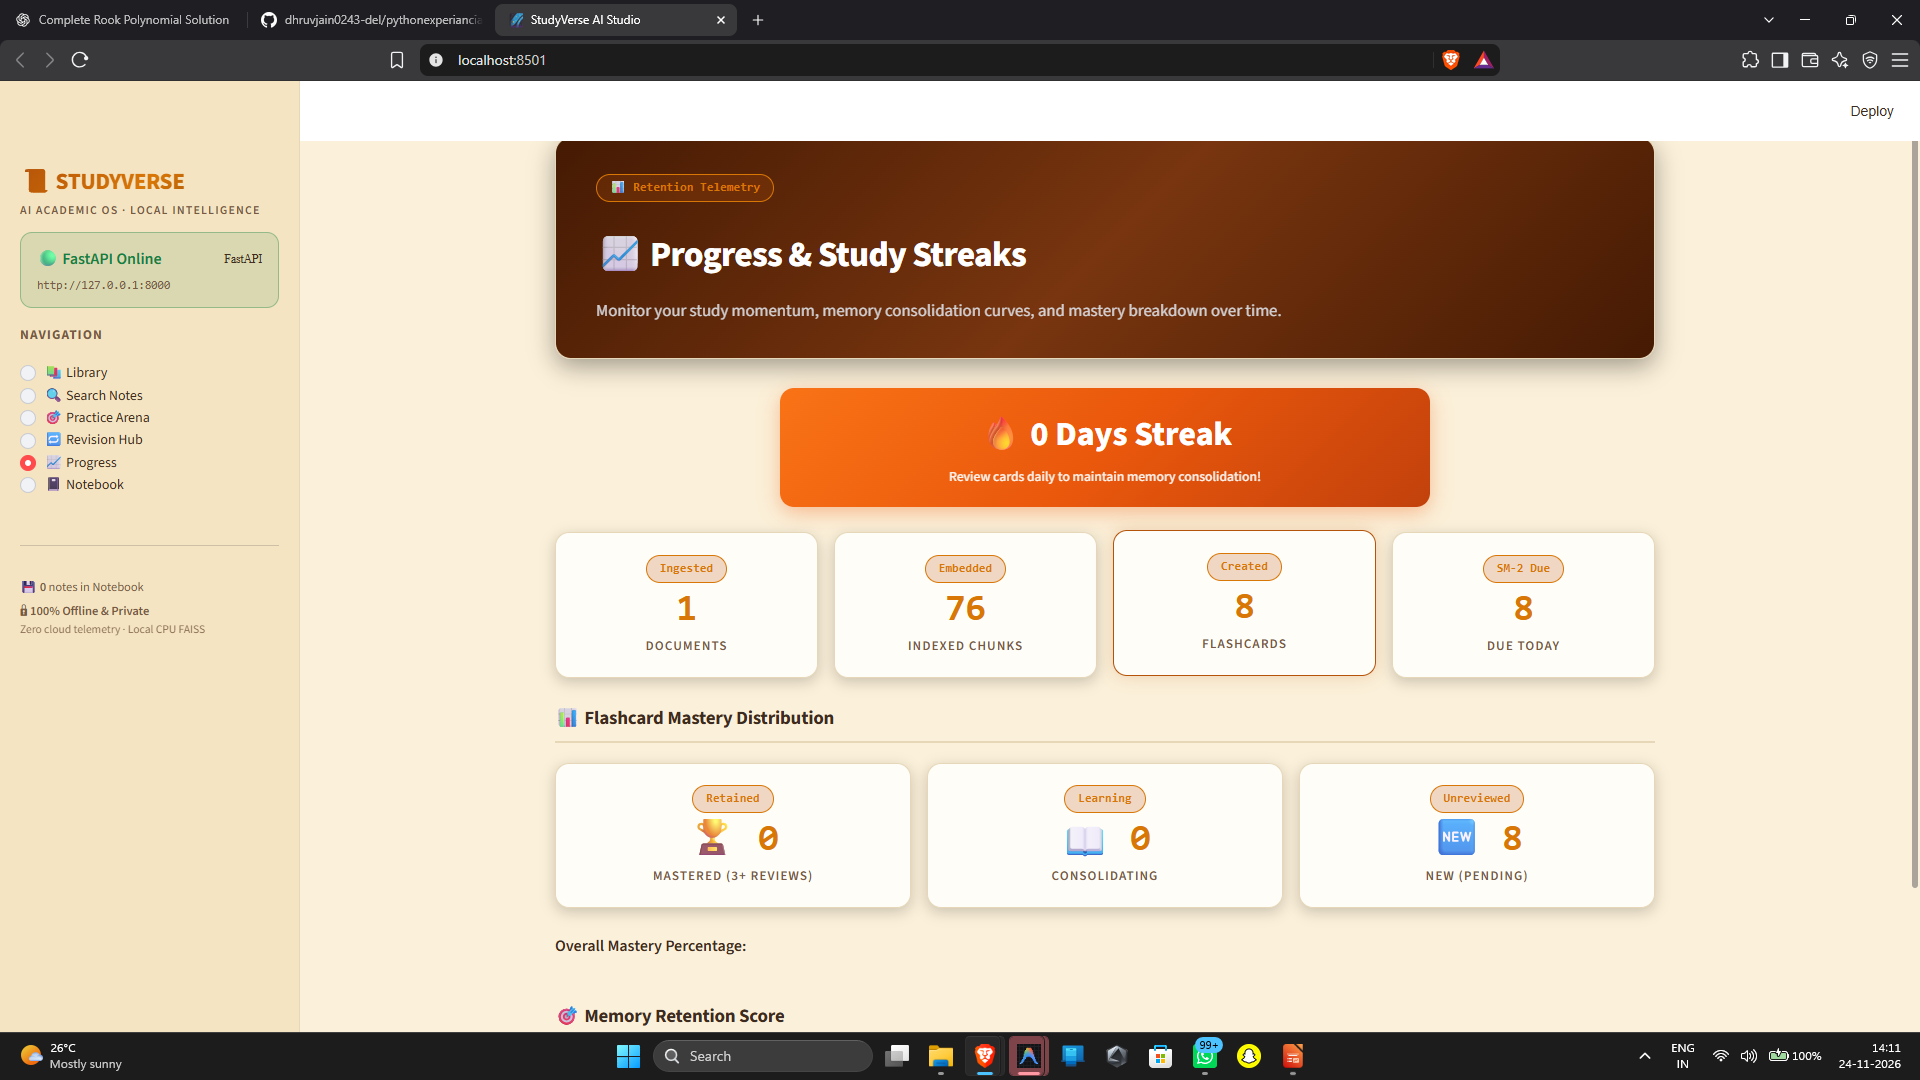 Complete Rook Polynomial Solution
dhruvjain0243-del/pythonexperiancia
StudyVerse AI Studio
localhost:8501
Deploy
STUDYVERSE
AI ACADEMIC OS · LOCAL INTELLIGENCE
FastAPI Online
FastAPI
http://127.0.0.1:8000
NAVIGATION
Library
Search Notes
Practice Arena
Revision Hub
Progress
Notebook
0 notes in Notebook
100% Offline & Private
Zero cloud telemetry · Local CPU FAISS
Retention Telemetry
Progress & Study Streaks
Monitor your study momentum, memory consolidation curves, and mastery breakdown over time.
0 Days Streak
Review cards daily to maintain memory consolidation!
Ingested
1
DOCUMENTS
Embedded
76
INDEXED CHUNKS
Created
8
FLASHCARDS
SM-2 Due
8
DUE TODAY
Flashcard Mastery Distribution
Retained
0
MASTERED (3+ REVIEWS)
Learning
0
CONSOLIDATING
Unreviewed
NEW 8
NEW (PENDING)
Overall Mastery Percentage:
Memory Retention Score
26°C
Mostly sunny
Search
99+
ENG
IN
100%
14:11
24-11-2026